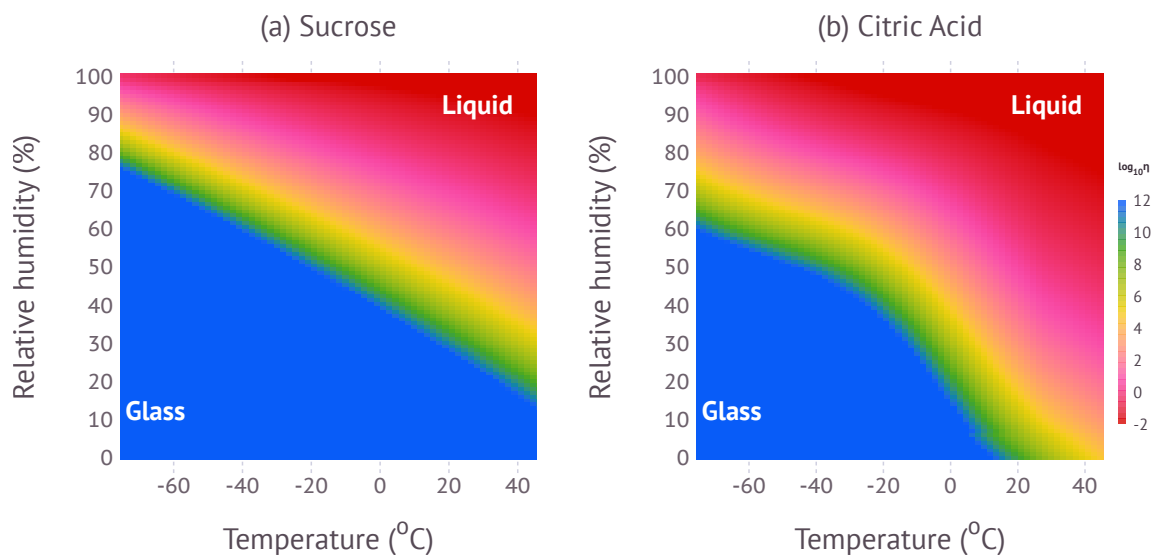 (a) Sucrose
(b) Citric Acid
Relative humidity (%)
100
90
80
70
60
50
40
30
20
10
0
Liquid
Glass
-60 -40 -20 0 20 40
Temperature (⁰C)
Relative humidity (%)
100
90
80
70
60
50
40
30
20
10
0
Liquid
Glass
-60 -40 -20 0 20 40
Temperature (⁰C)
log₁₀η
12
10
8
6
4
2
0
-2